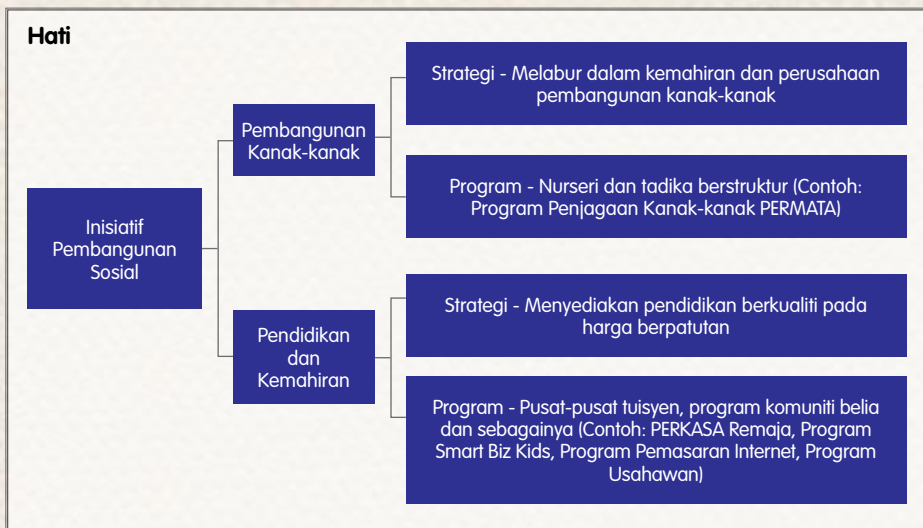 Hati
Inisiatif
Pembangunan
Sosial
Pembangunan
Kanak-kanak
Strategi - Melabur dalam kemahiran dan perusahaan
pembangunan kanak-kanak
Program - Nurseri dan tadika berstruktur (Contoh:
Program Penjagaan Kanak-kanak PERMATA)
Pendidikan
dan
Kemahiran
Strategi - Menyediakan pendidikan berkualiti pada
harga berpatutan
Program - Pusat-pusat tuisyen, program komuniti belia
dan sebagainya (Contoh: PERKASA Remaja, Program
Smart Biz Kids, Program Pemasaran Internet, Program
Usahawan)